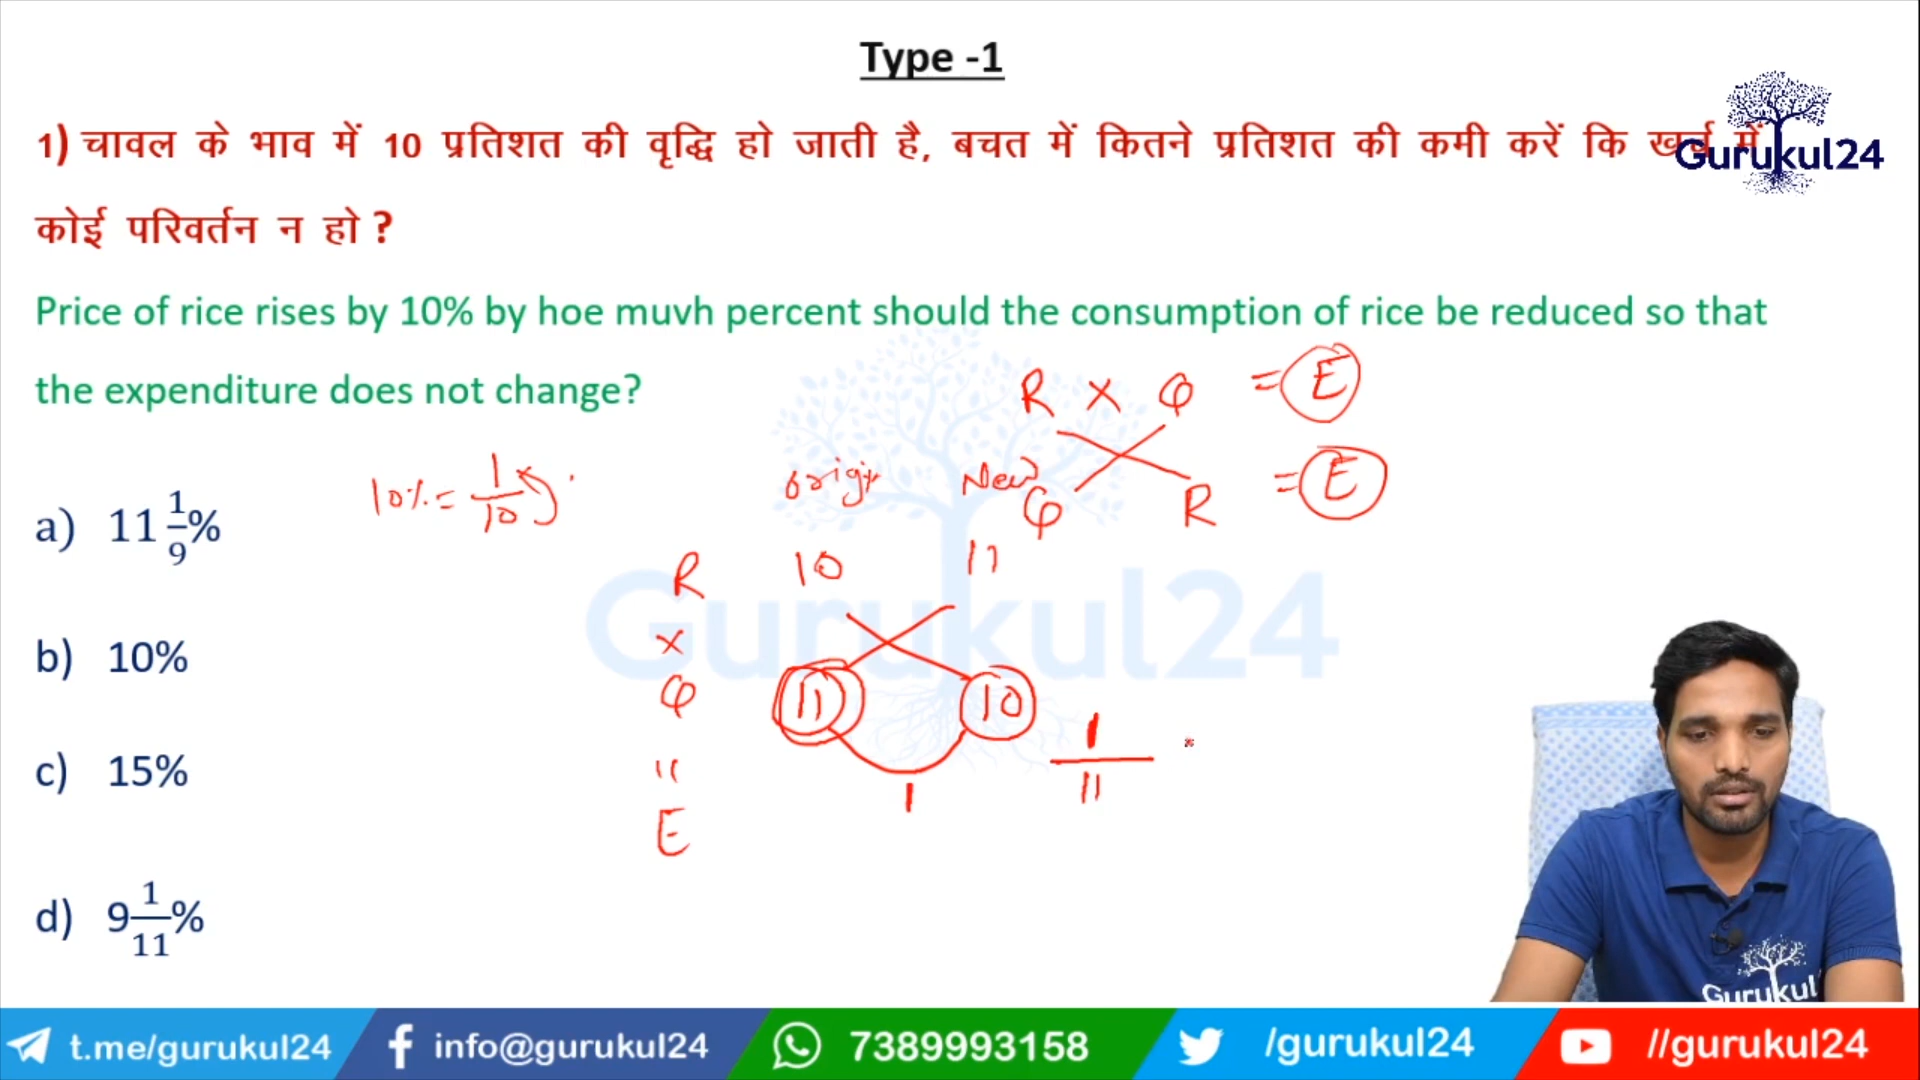 Type -1
1) चावल के भाव में 10 प्रतिशत की वृद्धि हो जाती है, बचत में कितने प्रतिशत की कमी करें कि खर्च में
Gurukul24
कोई परिवर्तन न हो ?
Price of rice rises by 10% by hoe muvh percent should the consumption of rice be reduced so that
the expenditure does not change?
R × Q = E
Q R = E
10% = 1/10
New
R 10 11
×
Q 11 10
1
1/11
=
E
a) 11 1/9%
b) 10%
c) 15%
d) 9 1/11%
Gurukul24
Gurukul
t.me/gurukul24 info@gurukul24 7389993158 /gurukul24 //gurukul24